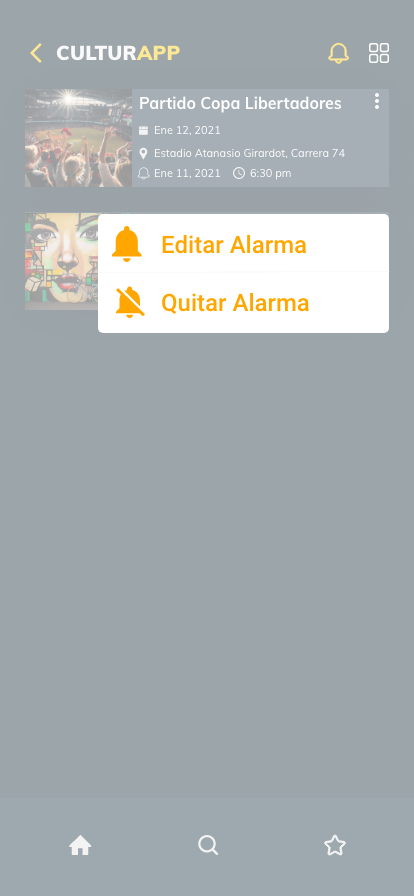 CULTURAPP
Partido Copa Libertadores
Ene 12, 2021
Estadio Atanasio Girardot, Carrera 74
Ene 11, 2021 6:30 pm
Editar Alarma
Quitar Alarma